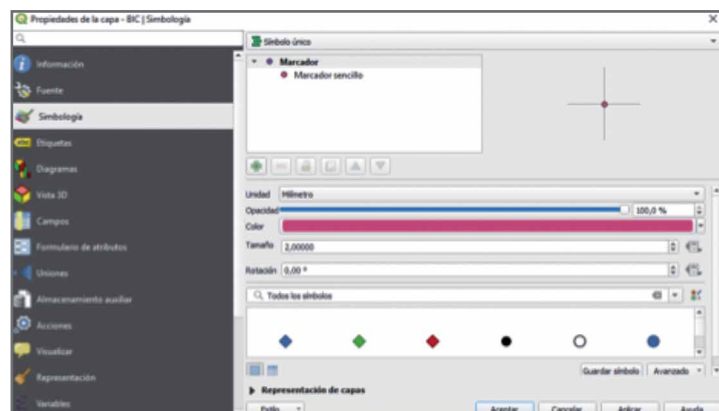 Propiedades de la capa - BIC | Simbología
Símbolo único
Información
Fuente
Simbología
Etiquetas
Diagramas
Vista 3D
Campos
Formulario de atributos
Uniones
Almacenamiento auxiliar
Acciones
Visualizar
Representación
Variables
Marcador
Marcador sencillo
Unidad Milímetro
Opacidad 100,0 %
Color
Tamaño 2,00000
Rotación 0,00 °
Todos los símbolos
Guardar símbolo Avanzado
Representación de capas
Estilo Aceptar Cancelar Aplicar Ayuda